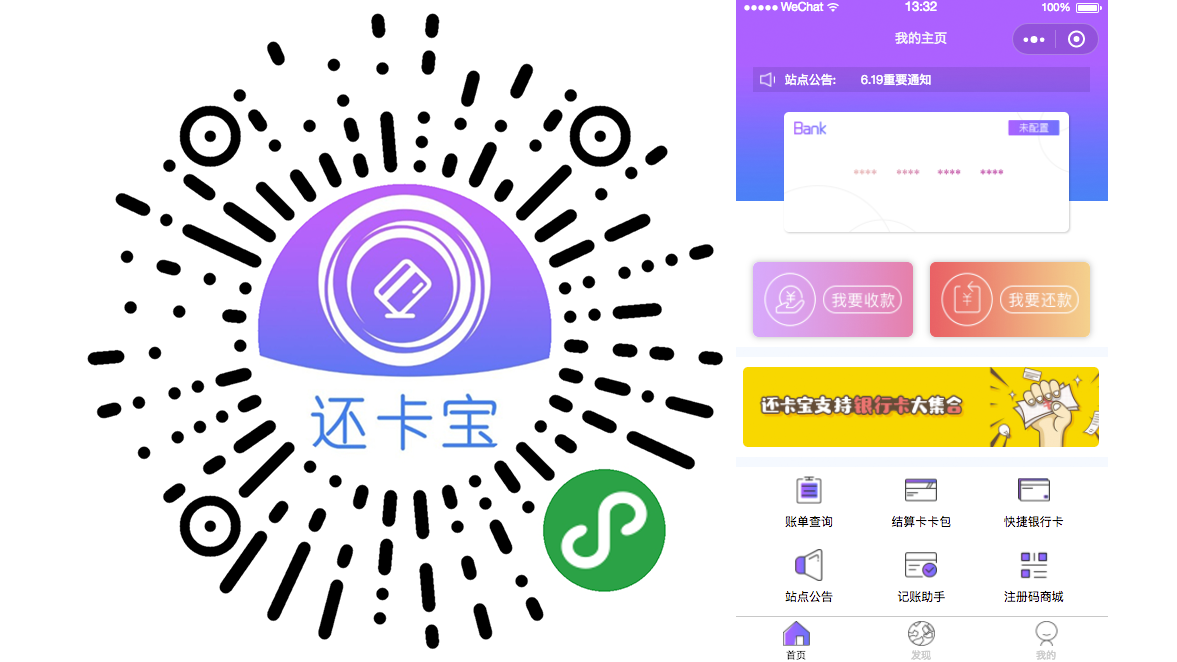 还卡宝
WeChat
13:32
100%
我的主页
站点公告: 6.19重要通知
Bank
未配置
**** **** **** ****
我要收款
我要还款
还卡宝支持银行卡大集合
账单查询
结算卡卡包
快捷银行卡
站点公告
记账助手
注册码商城
首页
发现
我的